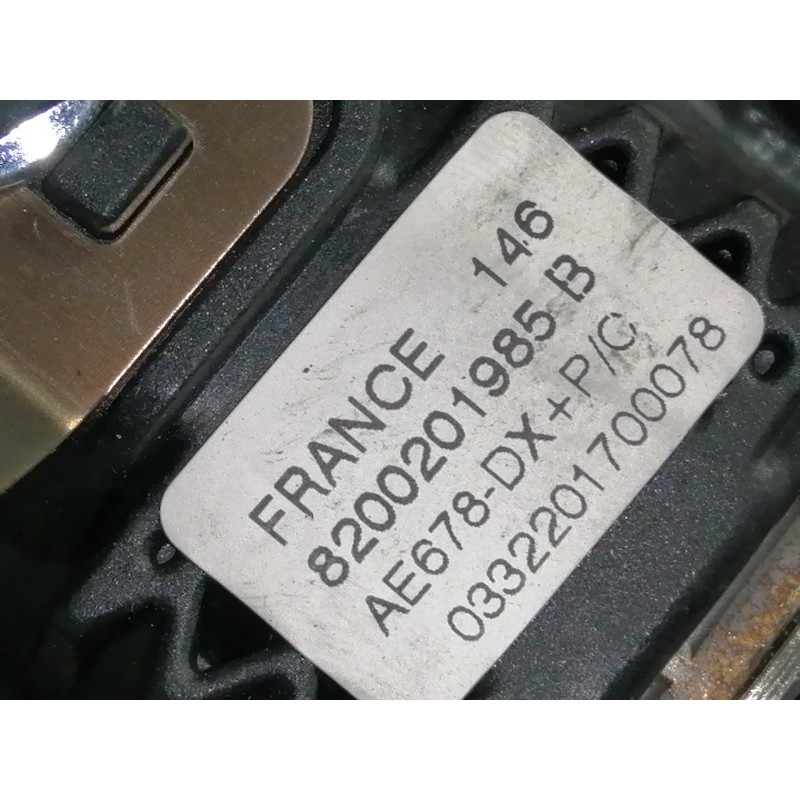 FRANCE 146
8200201985 B
AE678-DX+P/C
0332201700078